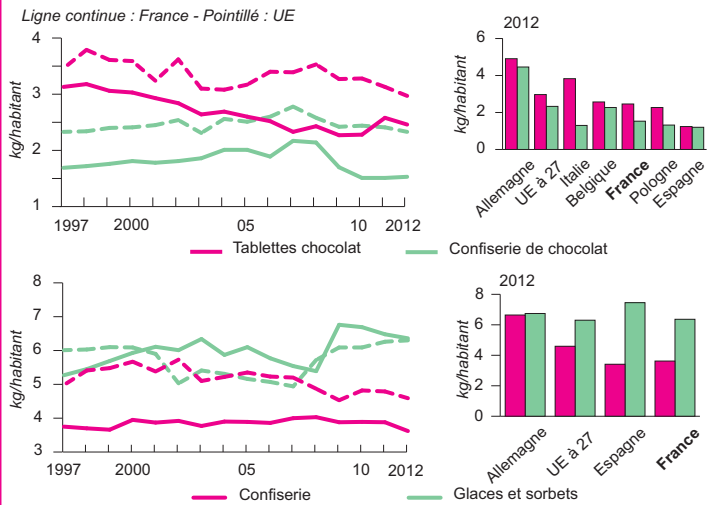 Ligne continue : France - Pointillé : UE
kg/habitant
4
3
2
1
1997 2000 05 10 2012
2012
kg/habitant
6
4
2
0
Allemagne
UE à 27
Italie
Belgique
France
Pologne
Espagne
Tablettes chocolat Confiserie de chocolat
kg/habitant
8
7
6
5
4
3
1997 2000 05 10 2012
2012
kg/habitant
8
6
4
2
0
Allemagne
UE à 27
Espagne
France
Confiserie Glaces et sorbets